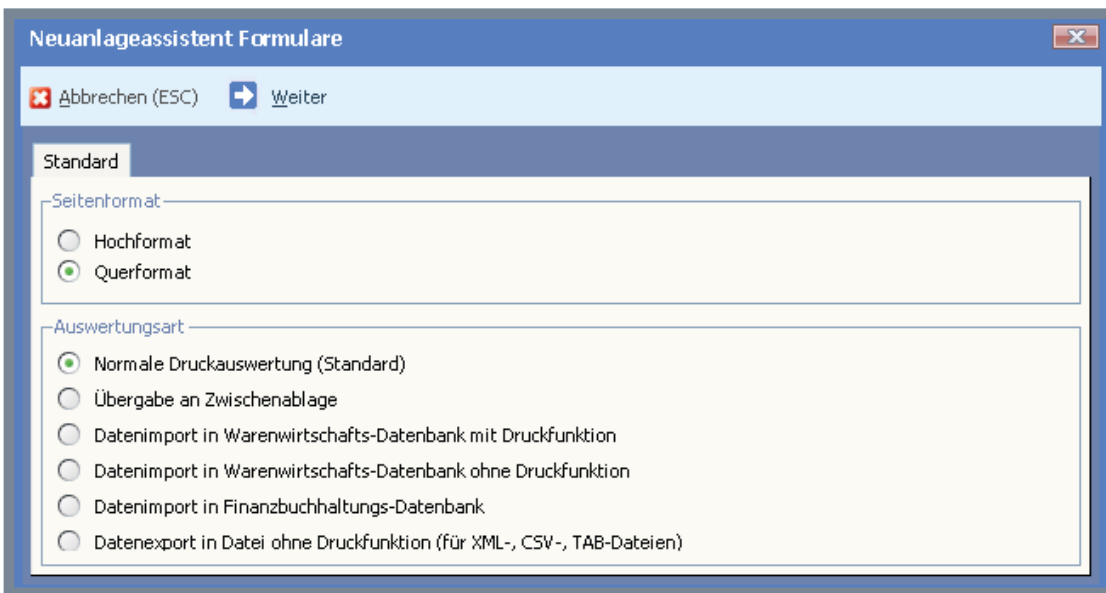 Neuanlageassistent Formulare
Abbrechen (ESC) Weiter
Standard
Seitenformat
Hochformat
Querformat
Auswertungsart
Normale Druckauswertung (Standard)
Übergabe an Zwischenablage
Datenimport in Warenwirtschafts-Datenbank mit Druckfunktion
Datenimport in Warenwirtschafts-Datenbank ohne Druckfunktion
Datenimport in Finanzbuchhaltungs-Datenbank
Datenexport in Datei ohne Druckfunktion (für XML-, CSV-, TAB-Dateien)